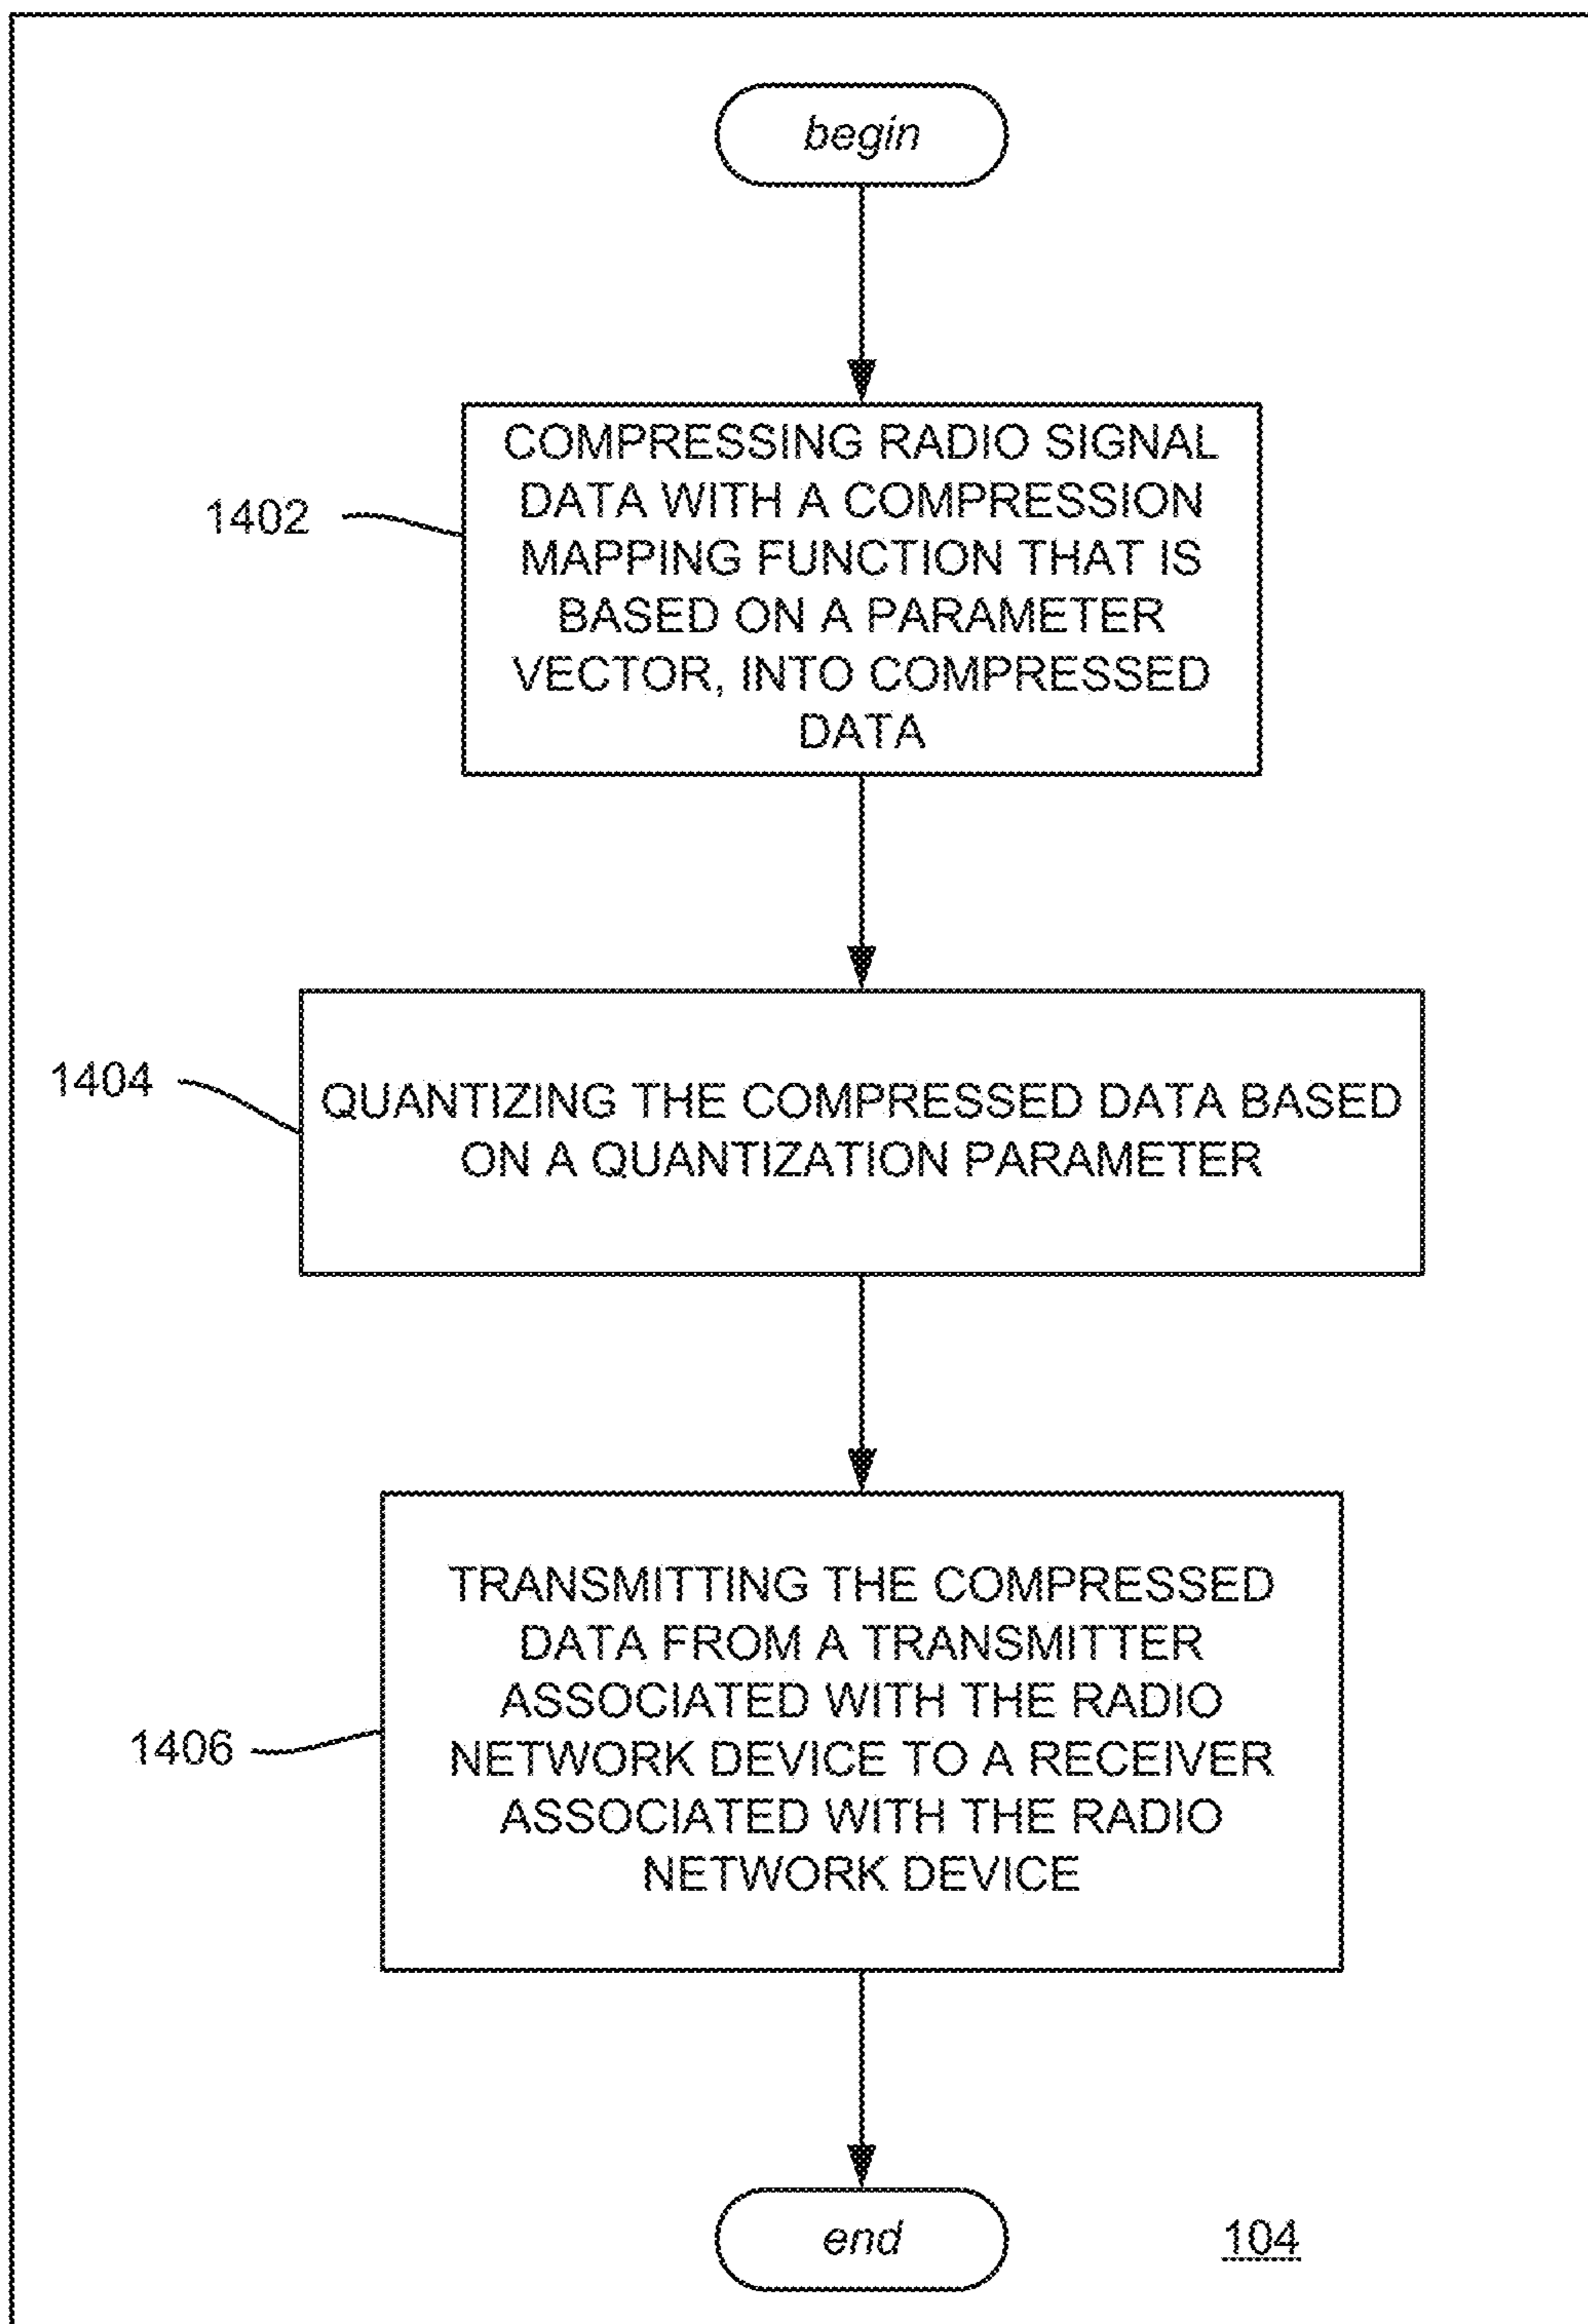 begin
1402
COMPRESSING RADIO SIGNAL
DATA WITH A COMPRESSION
MAPPING FUNCTION THAT IS
BASED ON A PARAMETER
VECTOR, INTO COMPRESSED
DATA
1404
QUANTIZING THE COMPRESSED DATA BASED
ON A QUANTIZATION PARAMETER
1406
TRANSMITTING THE COMPRESSED
DATA FROM A TRANSMITTER
ASSOCIATED WITH THE RADIO
NETWORK DEVICE TO A RECEIVER
ASSOCIATED WITH THE RADIO
NETWORK DEVICE
end
104